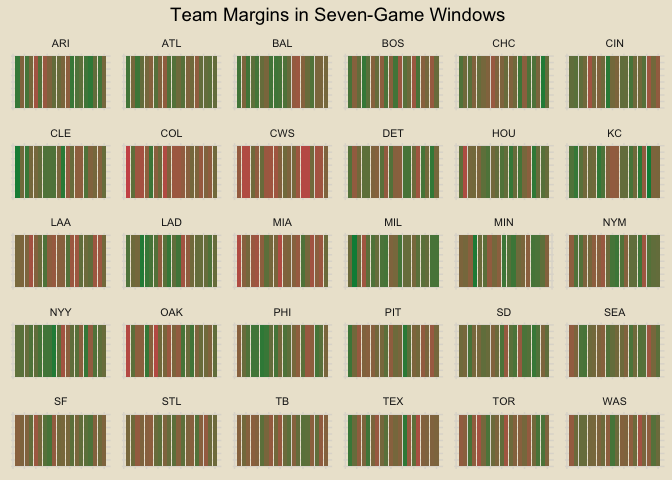 Team Margins in Seven-Game Windows
ARI ATL BAL BOS CHC CIN
CLE COL CWS DET HOU KC
LAA LAD MIA MIL MIN NYM
NYY OAK PHI PIT SD SEA
SF STL TB TEX TOR WAS